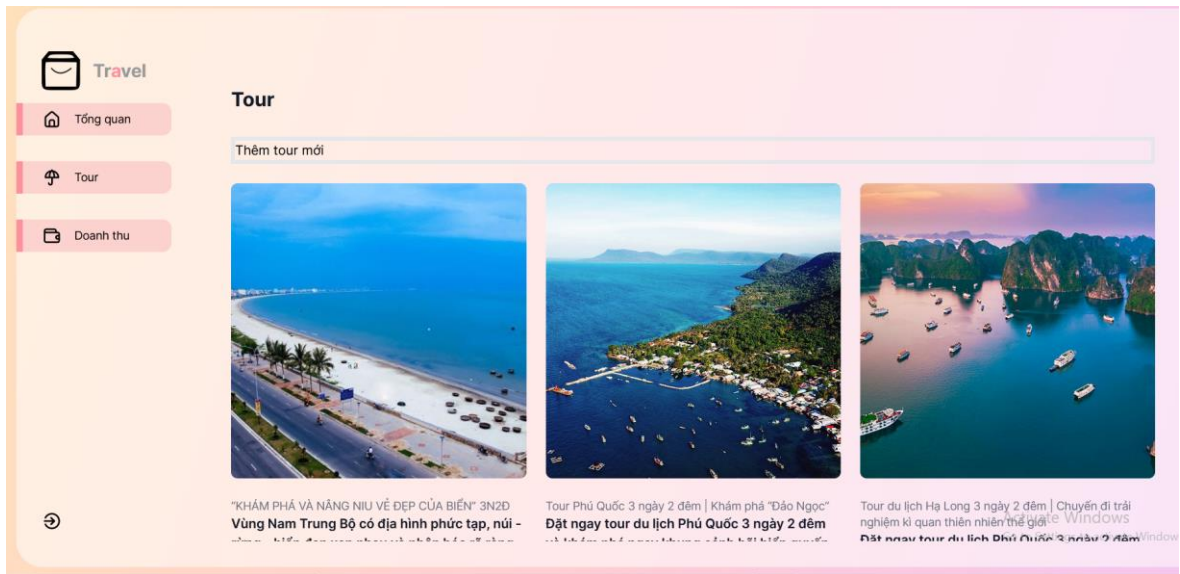 Travel
Tour
Tổng quan
Thêm tour mới
Tour
Doanh thu
"KHÁM PHÁ VÀ NÂNG NIU VẺ ĐẸP CỦA BIỂN" 3N2Đ
Vùng Nam Trung Bộ có địa hình phức tạp, núi -
Tour Phú Quốc 3 ngày 2 đêm | Khám phá "Đảo Ngọc"
Đặt ngay tour du lịch Phú Quốc 3 ngày 2 đêm
Tour du lịch Hạ Long 3 ngày 2 đêm | Chuyến đi trải
nghiệm kì quan thiên nhiên thế giới
Đặt ngay tour du lịch Phú Quốc 3 ngày 2 đêm
Activate Windows